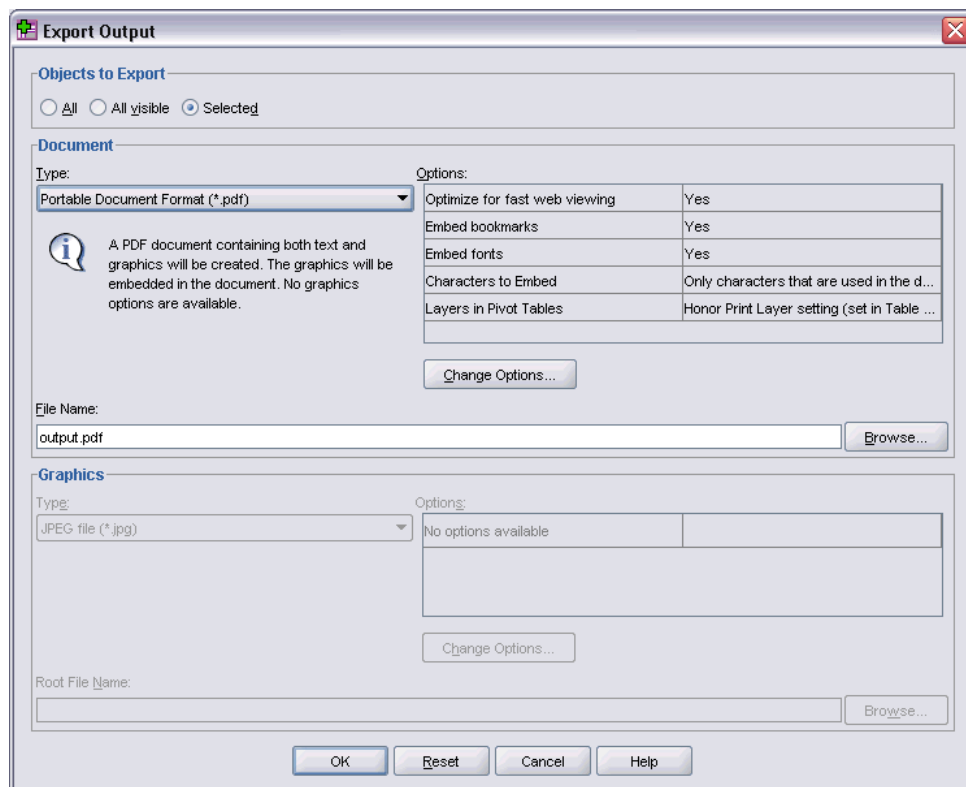 Export Output
Objects to Export
All All visible Selected
Document
Type: Options:
Portable Document Format (*.pdf)
Optimize for fast web viewing Yes
Embed bookmarks Yes
Embed fonts Yes
Characters to Embed Only characters that are used in the d...
Layers in Pivot Tables Honor Print Layer setting (set in Table ...
A PDF document containing both text and
graphics will be created. The graphics will be
embedded in the document. No graphics
options are available.
Change Options...
File Name:
output.pdf Browse...
Graphics
Type: Options:
JPEG file (*.jpg) No options available
Change Options...
Root File Name:
Browse...
OK Reset Cancel Help